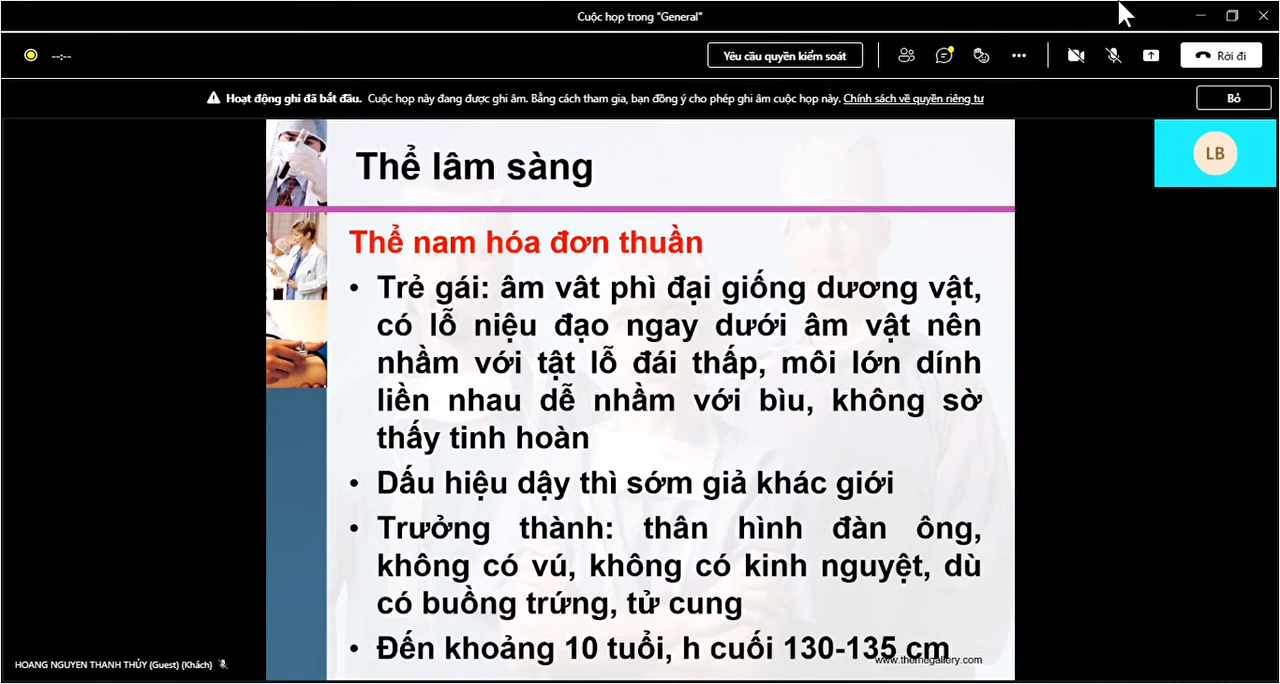 Cuộc họp trong "General"
--:--
Yêu cầu quyền kiểm soát
Rời đi
Hoạt động ghi đã bắt đầu. Cuộc họp này đang được ghi âm. Bằng cách tham gia, bạn đồng ý cho phép ghi âm cuộc họp này. Chính sách về quyền riêng tư
Bỏ
LB
Thể lâm sàng
Thể nam hóa đơn thuần
• Trẻ gái: âm vât phì đại giống dương vật,
có lỗ niệu đạo ngay dưới âm vật nên
nhầm với tật lỗ đái thấp, môi lớn dính
liền nhau dễ nhầm với bìu, không sờ
thấy tinh hoàn
• Dấu hiệu dậy thì sớm giả khác giới
• Trưởng thành: thân hình đàn ông,
không có vú, không có kinh nguyệt, dù
có buồng trứng, tử cung
• Đến khoảng 10 tuổi, h cuối 130-135 cm
www.themegallery.com
HOANG NGUYEN THANH THỦY (Guest) (Khách)